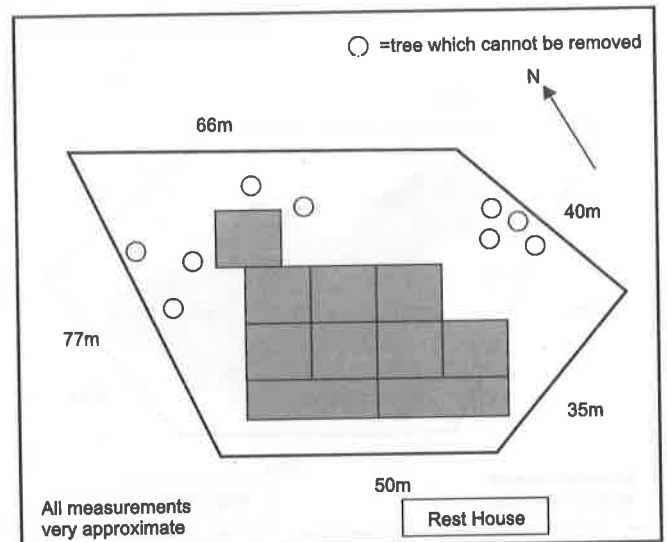 =tree which cannot be removed
N
66m
40m
77m
35m
50m
All measurements
very approximate
Rest House